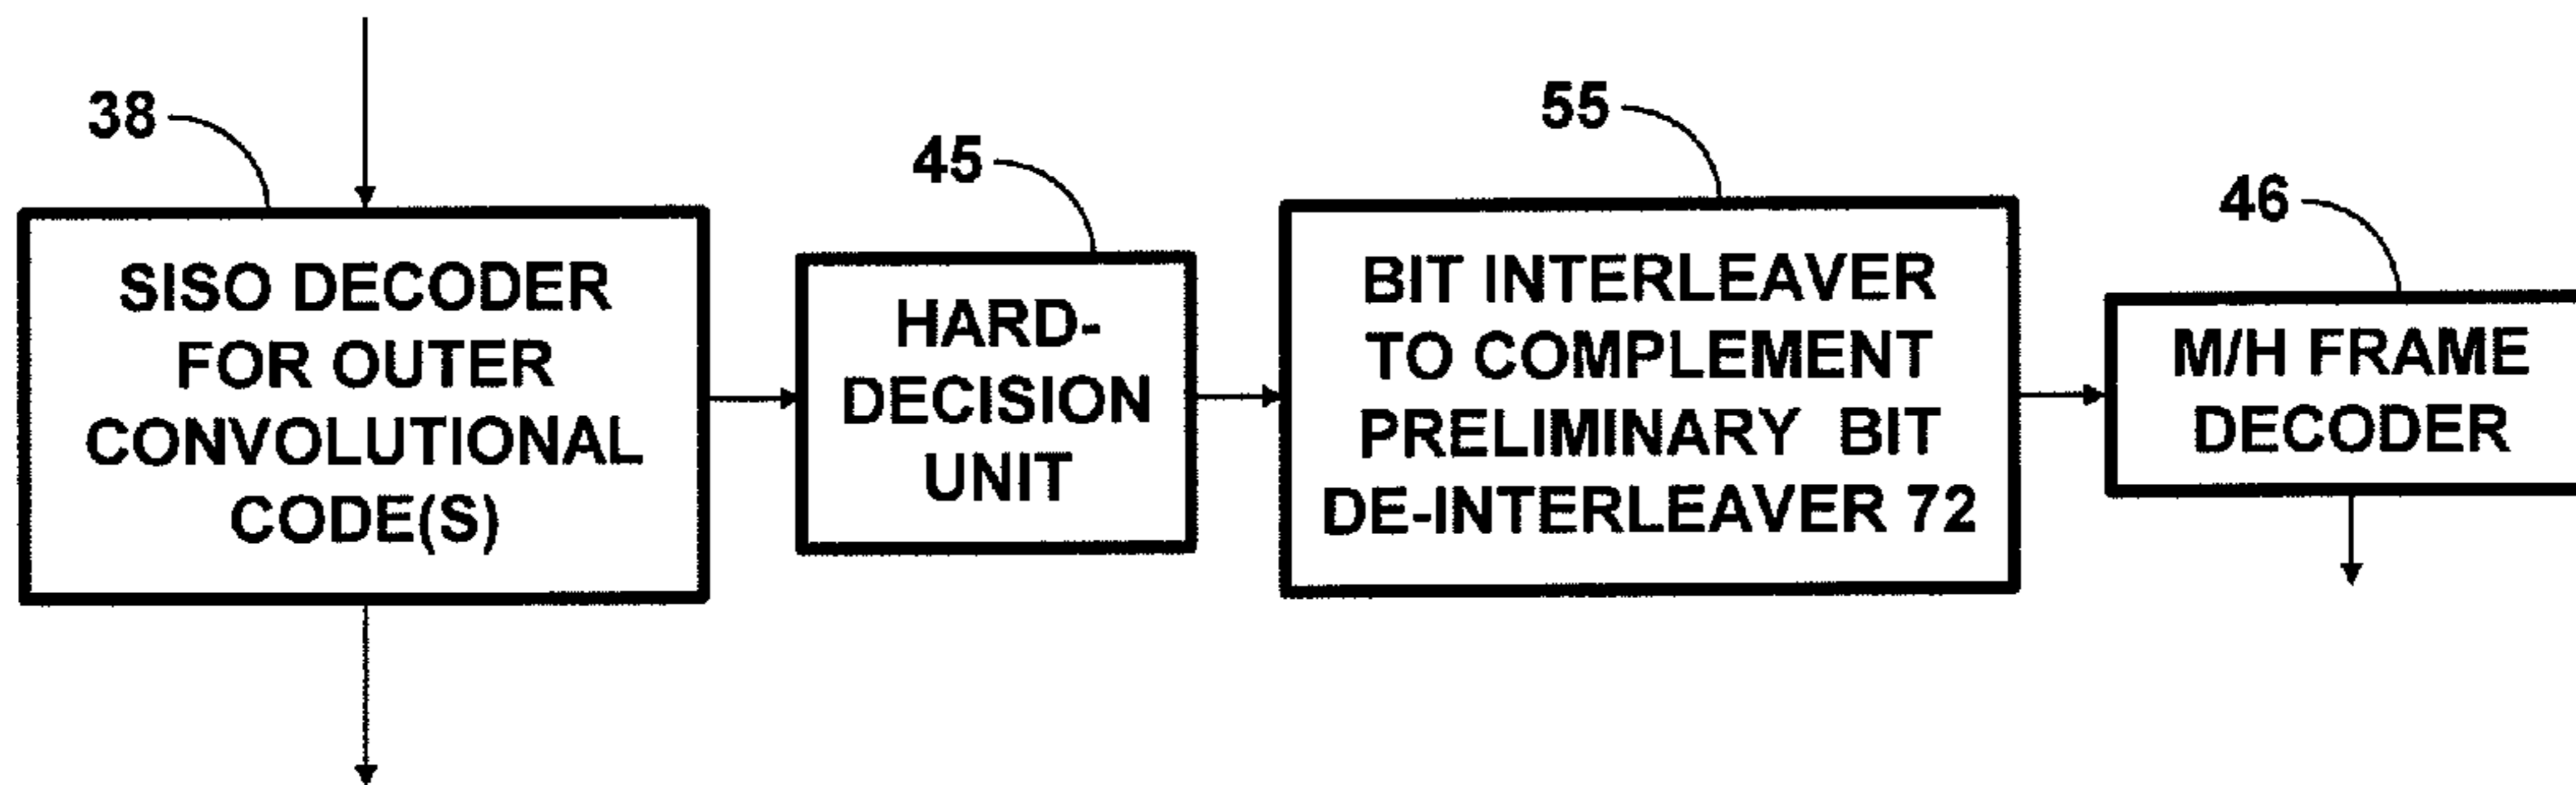 38
SISO DECODER
FOR OUTER
CONVOLUTIONAL
CODE(S)
45
HARD-
DECISION
UNIT
55
BIT INTERLEAVER
TO COMPLEMENT
PRELIMINARY BIT
DE-INTERLEAVER 72
46
M/H FRAME
DECODER